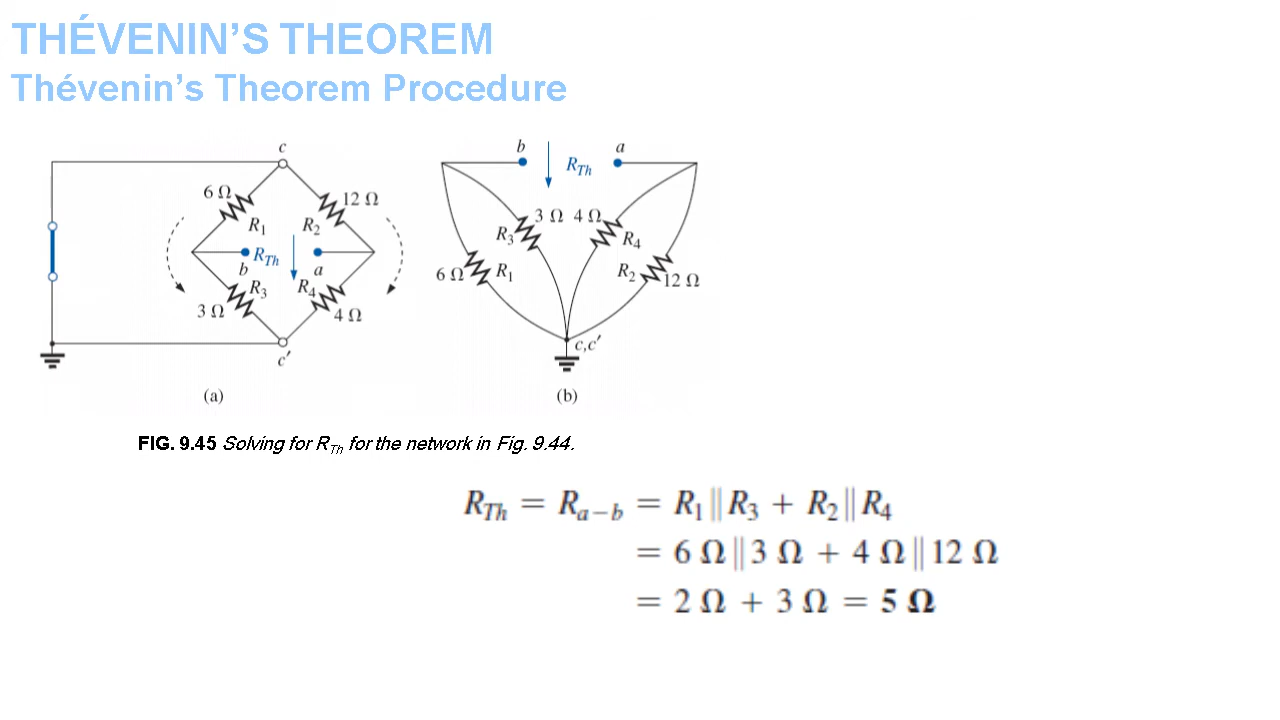 THÉVENIN’S THEOREM
Thévenin’s Theorem Procedure
c
6 Ω
12 Ω
R1
R2
RTh
b
a
R3
R4
3 Ω
4 Ω
c′
(a)
b
a
RTh
3 Ω 4 Ω
R3
R4
6 Ω
R1
R2
12 Ω
c,c′
(b)
FIG. 9.45 Solving for RTh for the network in Fig. 9.44.
RTh = Ra–b = R1 || R3 + R2 || R4
= 6 Ω || 3 Ω + 4 Ω || 12 Ω
= 2 Ω + 3 Ω = 5 Ω